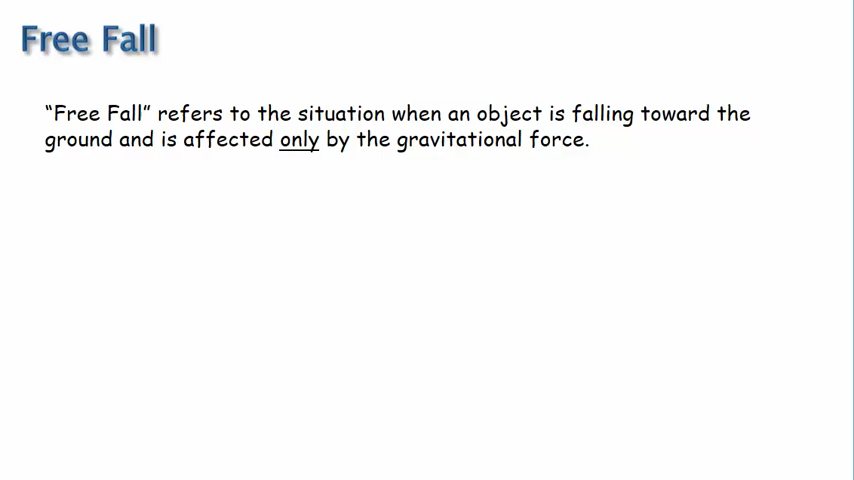 Free Fall
“Free Fall” refers to the situation when an object is falling toward the
ground and is affected only by the gravitational force.